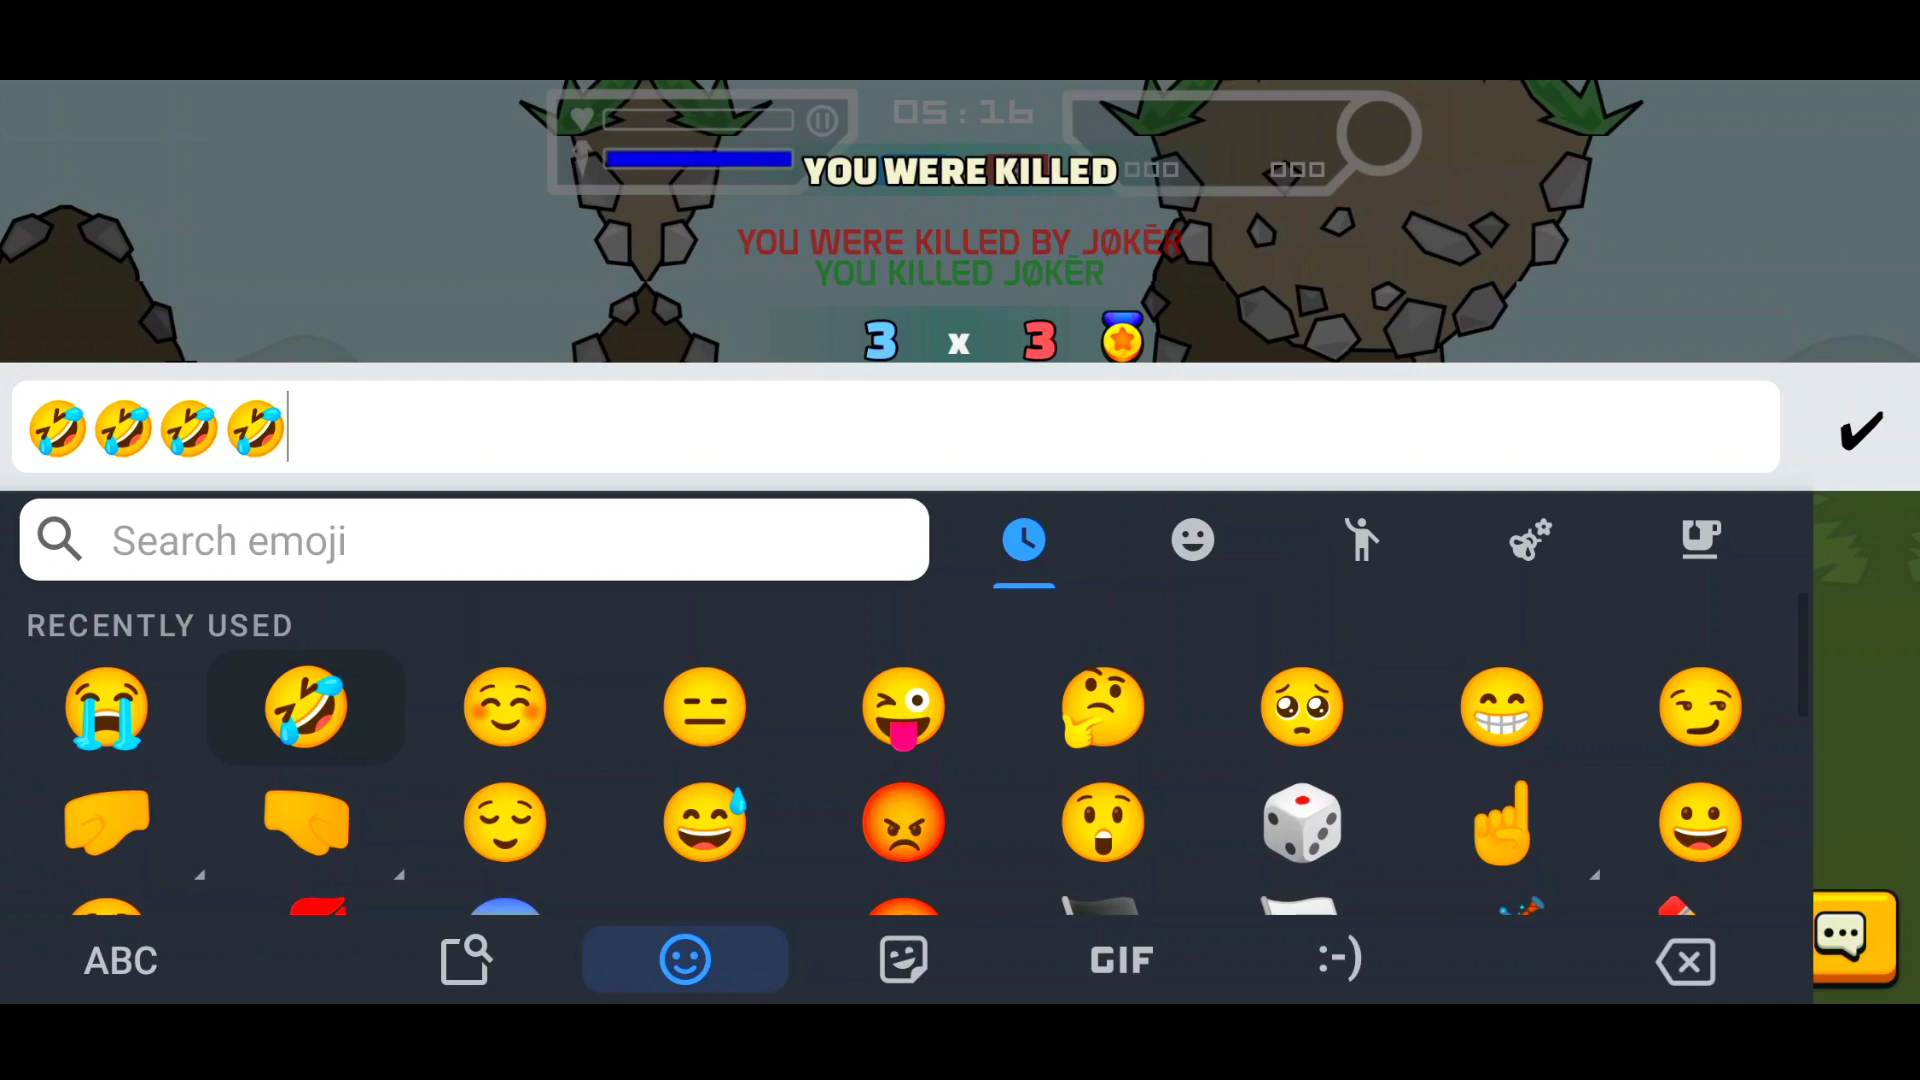 05:16
YOU WERE KILLED
YOU WERE KILLED BY JØKĒR
YOU KILLED JØKĒR
3 x 3
🤣🤣🤣🤣
Search emoji
RECENTLY USED
ABC
GIF
:-)